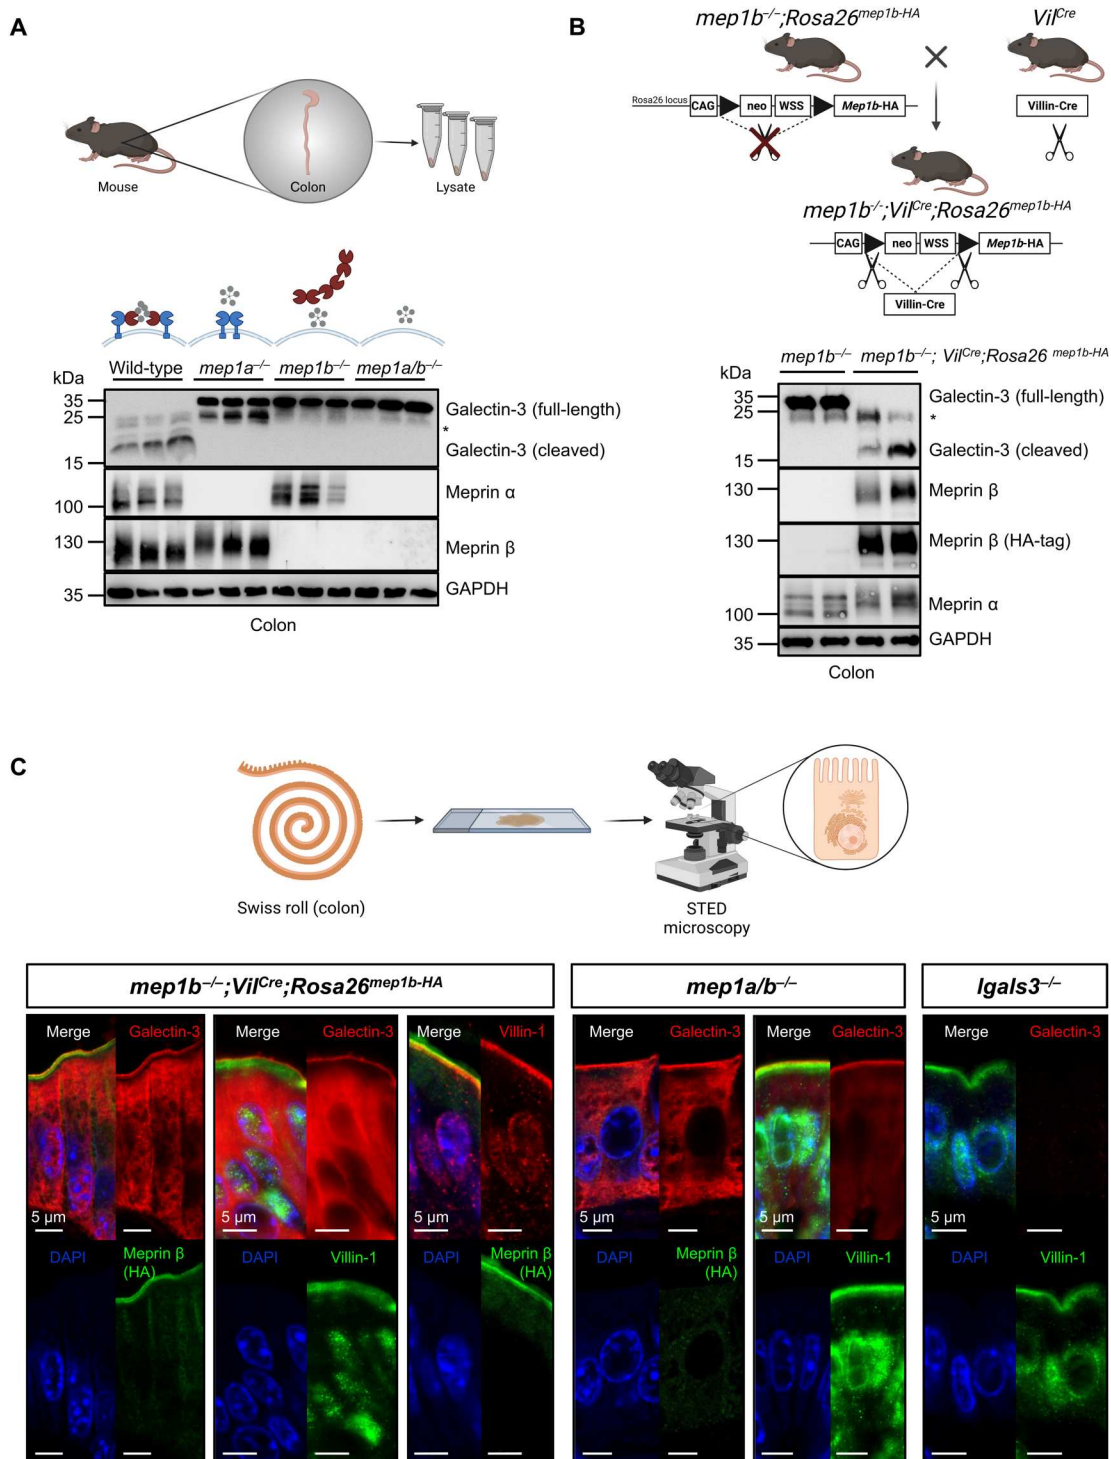 A
Mouse
Colon
Lysate
Wild-type
mep1a–/–
mep1b–/–
mep1a/b–/–
kDa
35
25
15
Galectin-3 (full-length)
*
Galectin-3 (cleaved)
100
Meprin α
130
Meprin β
35
GAPDH
Colon
B
mep1b–/–;Rosa26mep1b-HA
VilCre
Rosa26 locus
CAG
neo
WSS
Mep1b-HA
Villin-Cre
mep1b–/–;VilCre;Rosa26mep1b-HA
CAG
neo
WSS
Mep1b-HA
Villin-Cre
mep1b–/–
mep1b–/–; VilCre;Rosa26 mep1b-HA
kDa
35
25
15
Galectin-3 (full-length)
*
Galectin-3 (cleaved)
130
Meprin β
130
Meprin β (HA-tag)
100
Meprin α
35
GAPDH
Colon
C
Swiss roll (colon)
STED
microscopy
mep1b–/–;VilCre;Rosa26mep1b-HA
mep1a/b–/–
lgals3–/–
Merge
Galectin-3
5 µm
DAPI
Meprin β
(HA)
Merge
Galectin-3
5 µm
DAPI
Villin-1
Merge
Villin-1
5 µm
DAPI
Meprin β
(HA)
Merge
Galectin-3
5 µm
DAPI
Meprin β
(HA)
Merge
Galectin-3
5 µm
DAPI
Villin-1
Merge
Galectin-3
5 µm
DAPI
Villin-1